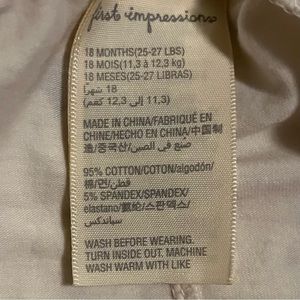 first impressions
18 MONTHS(25-27 LBS)
18 MOIS(11,3 à 12,3 kg)
18 MESES(25-27 LIBRAS)
18 شهرًا
(11,3 إلى 12,3 كغم)
MADE IN CHINA/FABRIQUÉ EN
CHINE/HECHO EN CHINA/中国制
造/중국산/صنع في الصين
95% COTTON/COTON/algodón/
棉/면/قطن
5% SPANDEX/SPANDEX/
elastano/氨纶/스판덱스/
سباندكس
WASH BEFORE WEARING.
TURN INSIDE OUT. MACHINE
WASH WARM WITH LIKE